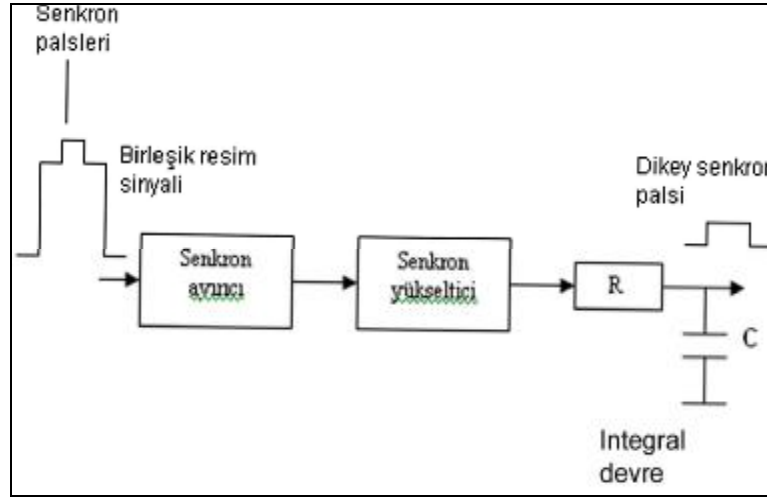 Senkron
palsleri
Birleşik resim
sinyali
Dikey senkron
palsi
Senkron
ayırıcı
Senkron
yükseltici
R
C
Integral
devre